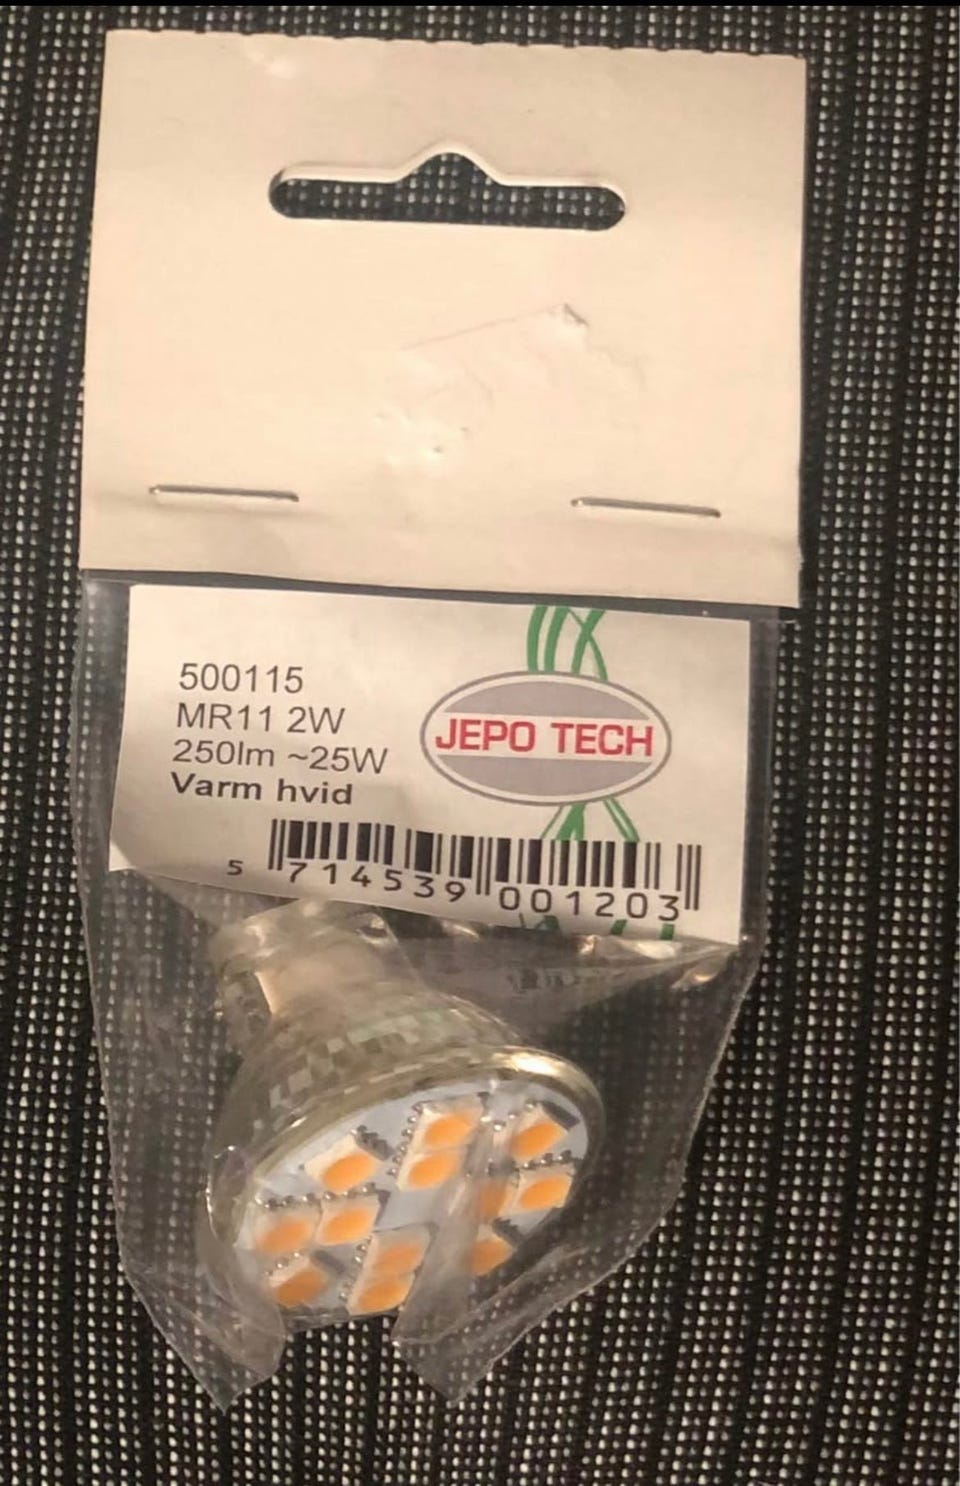 500115
MR11 2W
250lm ~25W
Varm hvid
JEPO TECH
5 714539 001203